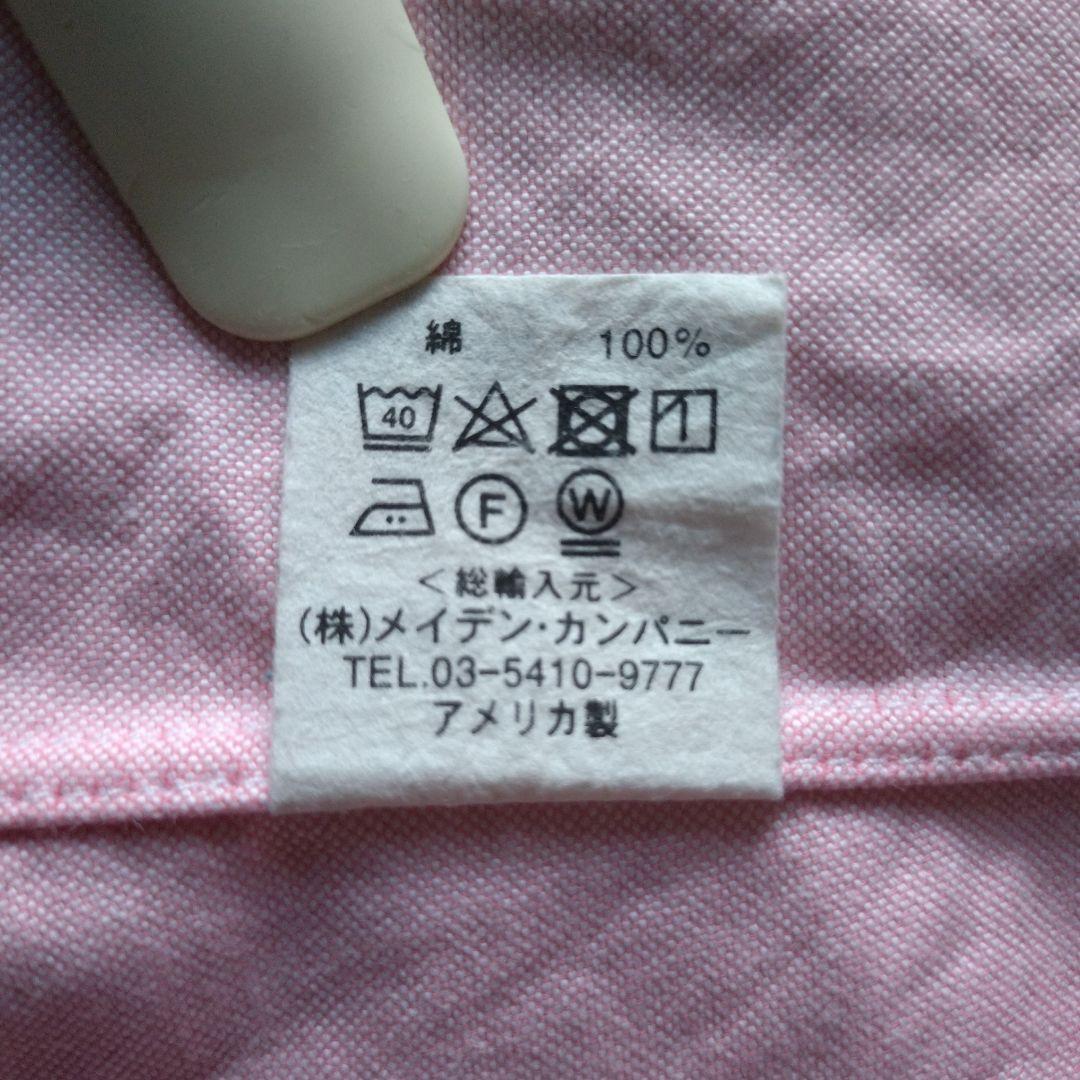 綿 100%
40
F W
＜総輸入元＞
(株)メイデン・カンパニー
TEL.03-5410-9777
アメリカ製